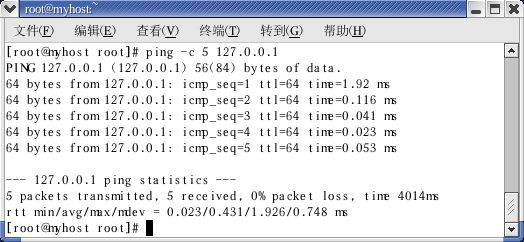 root@myhost:~
文件(F) 编辑(E) 查看(V) 终端(T) 转到(G) 帮助(H)
[root@myhost root]# ping -c 5 127.0.0.1
PING 127.0.0.1 (127.0.0.1) 56(84) bytes of data.
64 bytes from 127.0.0.1: icmp_seq=1 ttl=64 time=1.92 ms
64 bytes from 127.0.0.1: icmp_seq=2 ttl=64 time=0.116 ms
64 bytes from 127.0.0.1: icmp_seq=3 ttl=64 time=0.041 ms
64 bytes from 127.0.0.1: icmp_seq=4 ttl=64 time=0.023 ms
64 bytes from 127.0.0.1: icmp_seq=5 ttl=64 time=0.053 ms
--- 127.0.0.1 ping statistics ---
5 packets transmitted, 5 received, 0% packet loss, time 4014ms
rtt min/avg/max/mdev = 0.023/0.431/1.926/0.748 ms
[root@myhost root]#